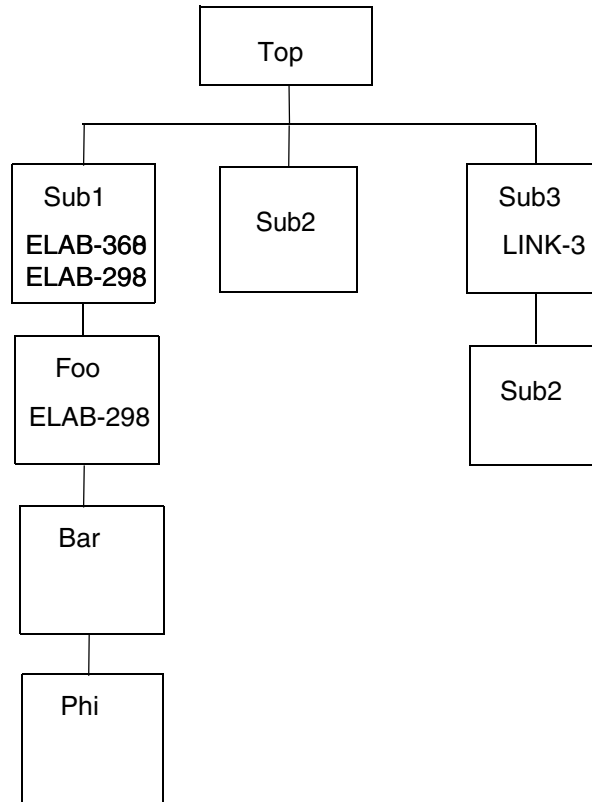 Top
Sub1
ELAB-368
ELAB-298
Sub2
Sub3
LINK-3
Foo
ELAB-298
Sub2
Bar
Phi